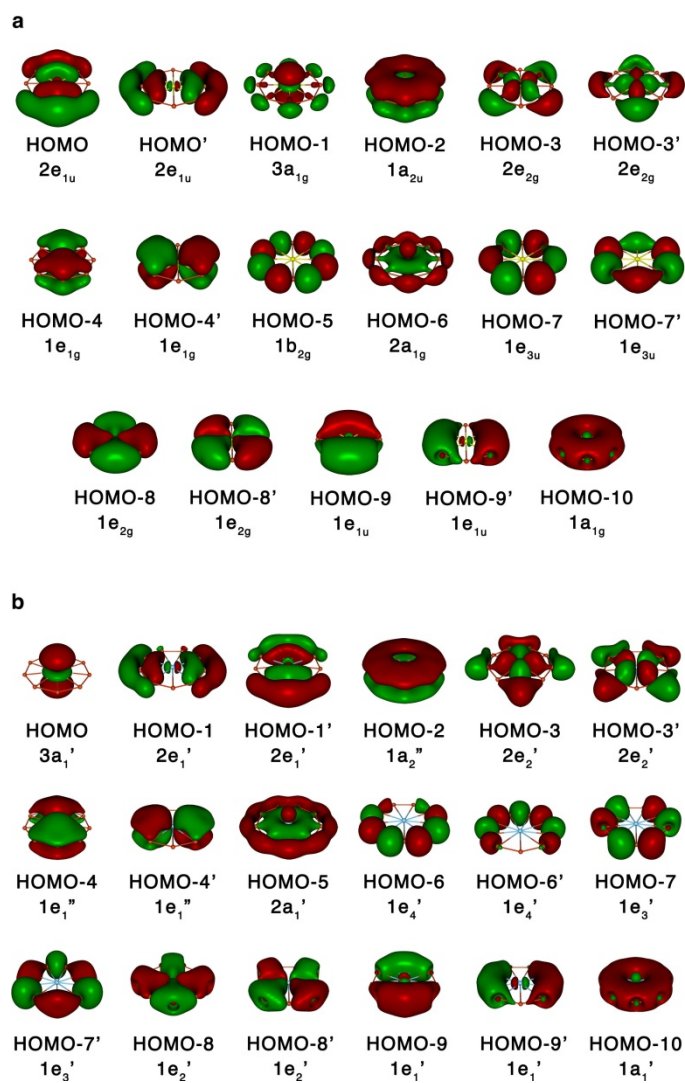 a
HOMO HOMO' HOMO-1 HOMO-2 HOMO-3 HOMO-3'
2e1u 2e1u 3a1g 1a2u 2e2g 2e2g
HOMO-4 HOMO-4' HOMO-5 HOMO-6 HOMO-7 HOMO-7'
1e1g 1e1g 1b2g 2a1g 1e3u 1e3u
HOMO-8 HOMO-8' HOMO-9 HOMO-9' HOMO-10
1e2g 1e2g 1e1u 1e1u 1a1g
b
HOMO HOMO-1 HOMO-1' HOMO-2 HOMO-3 HOMO-3'
3a1' 2e1' 2e1' 1a2" 2e2' 2e2'
HOMO-4 HOMO-4' HOMO-5 HOMO-6 HOMO-6' HOMO-7
1e1" 1e1" 2a1' 1e4' 1e4' 1e3'
HOMO-7' HOMO-8 HOMO-8' HOMO-9 HOMO-9' HOMO-10
1e3' 1e2' 1e2' 1e1' 1e1' 1a1'